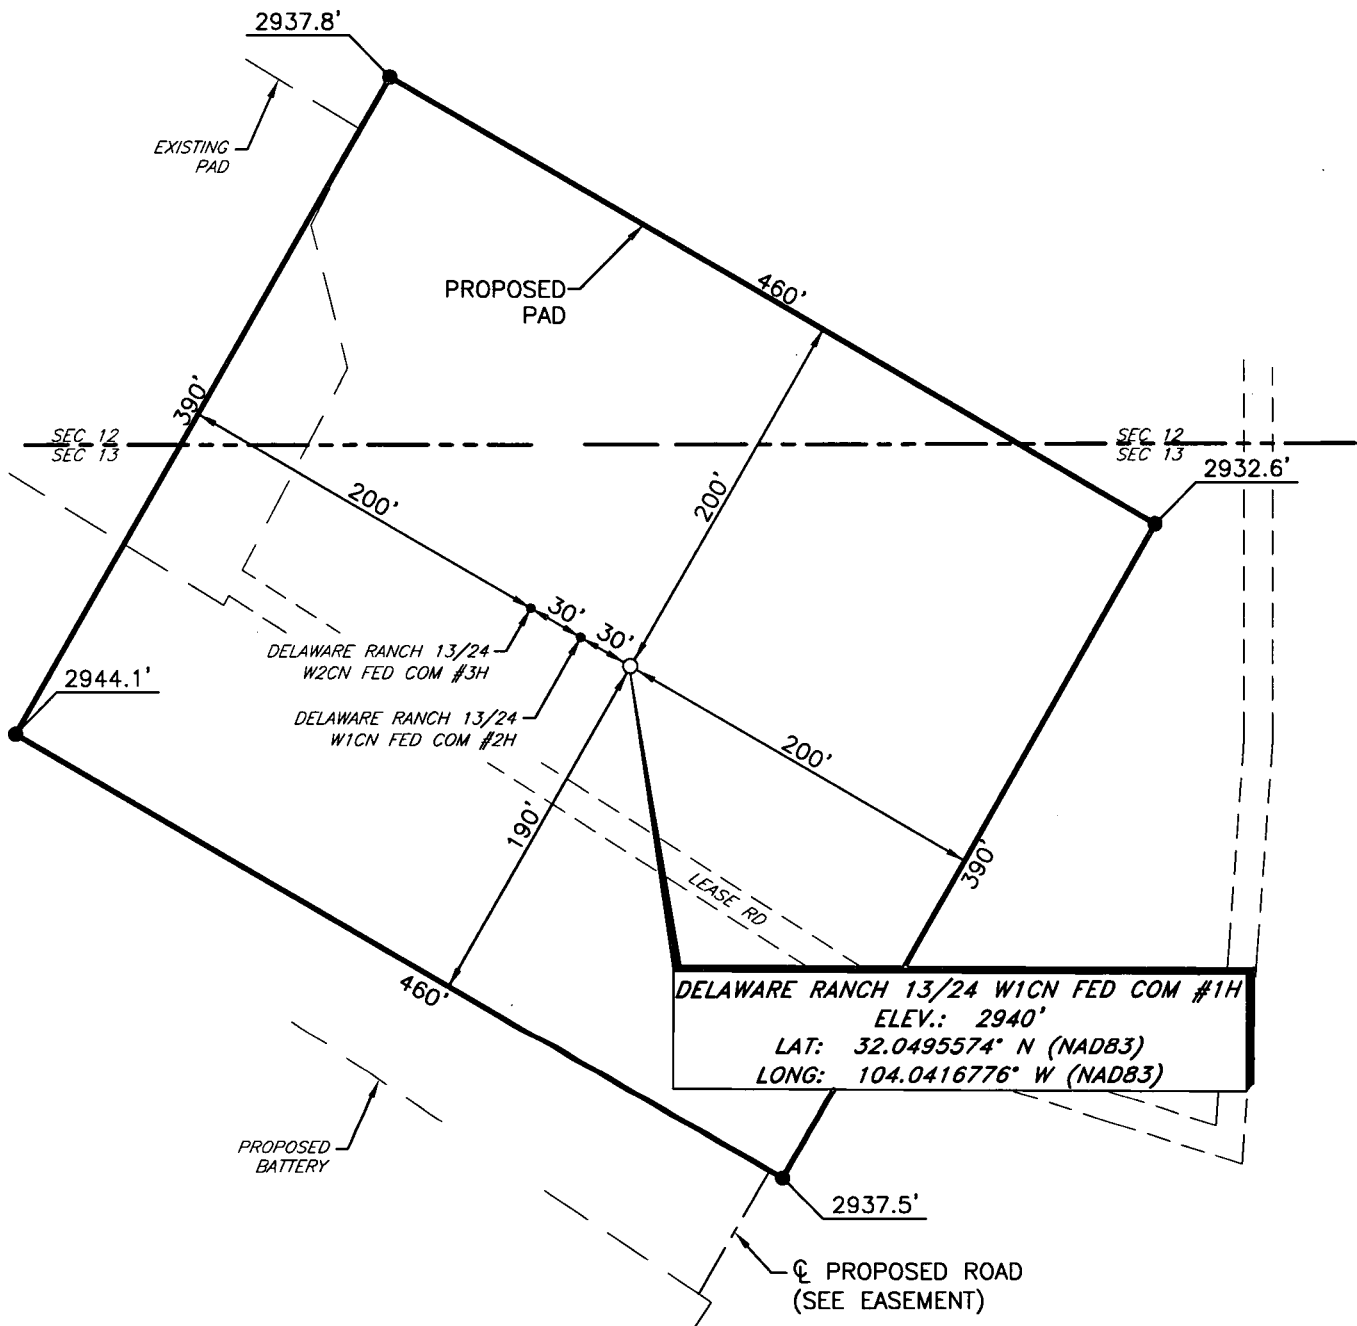 2937.8'
EXISTING
PAD
PROPOSED
PAD
460'
390'
SEC 12
SEC 13
SEC 12
SEC 13
2932.6'
200'
200'
30'
30'
DELAWARE RANCH 13/24
W2CN FED COM #3H
2944.1'
DELAWARE RANCH 13/24
W1CN FED COM #2H
200'
190'
390'
LEASE RD
460'
DELAWARE RANCH 13/24 W1CN FED COM #1H
ELEV.: 2940'
LAT: 32.0495574° N (NAD83)
LONG: 104.0416776° W (NAD83)
PROPOSED
BATTERY
2937.5'
℄ PROPOSED ROAD
(SEE EASEMENT)